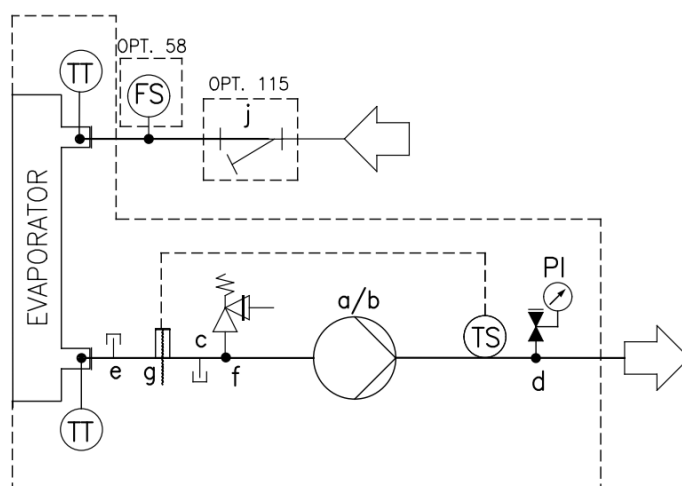 OPT. 58
TT
FS
OPT. 115
j
EVAPORATOR
PI
a/b
c
TS
e
g
f
d
TT